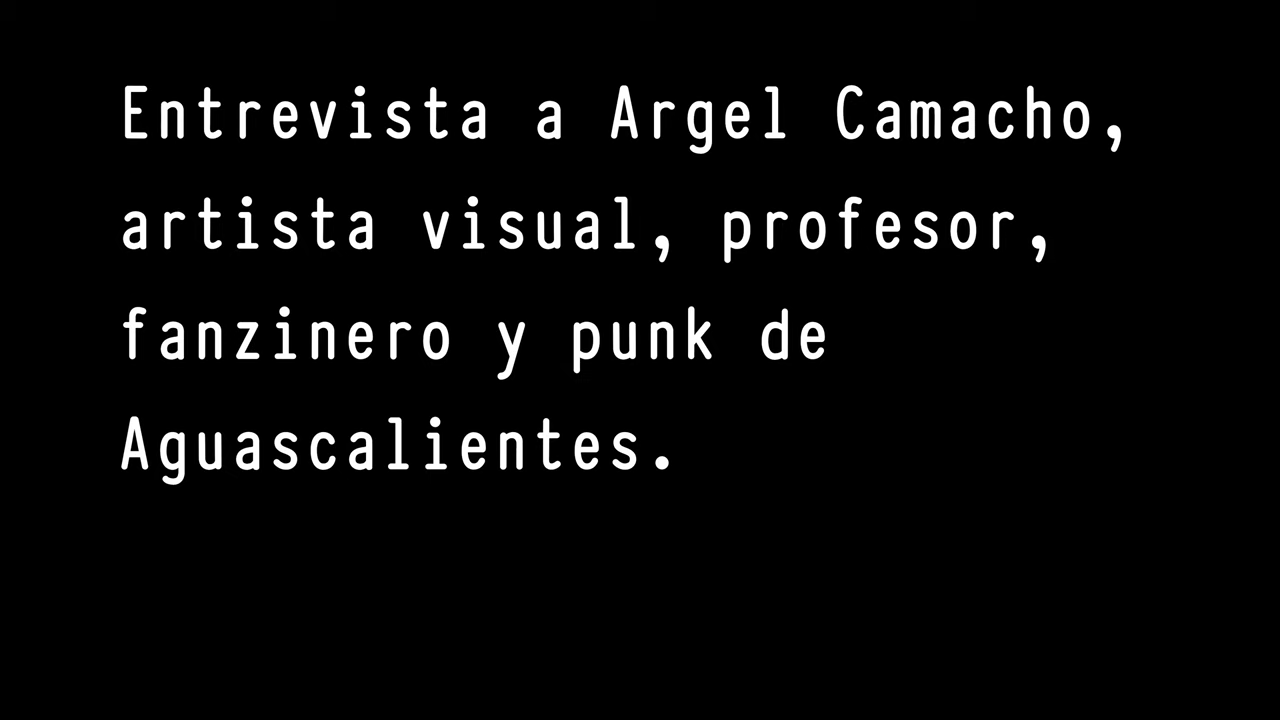 Entrevista a Argel Camacho,
artista visual, profesor,
fanzinero y punk de
Aguascalientes.